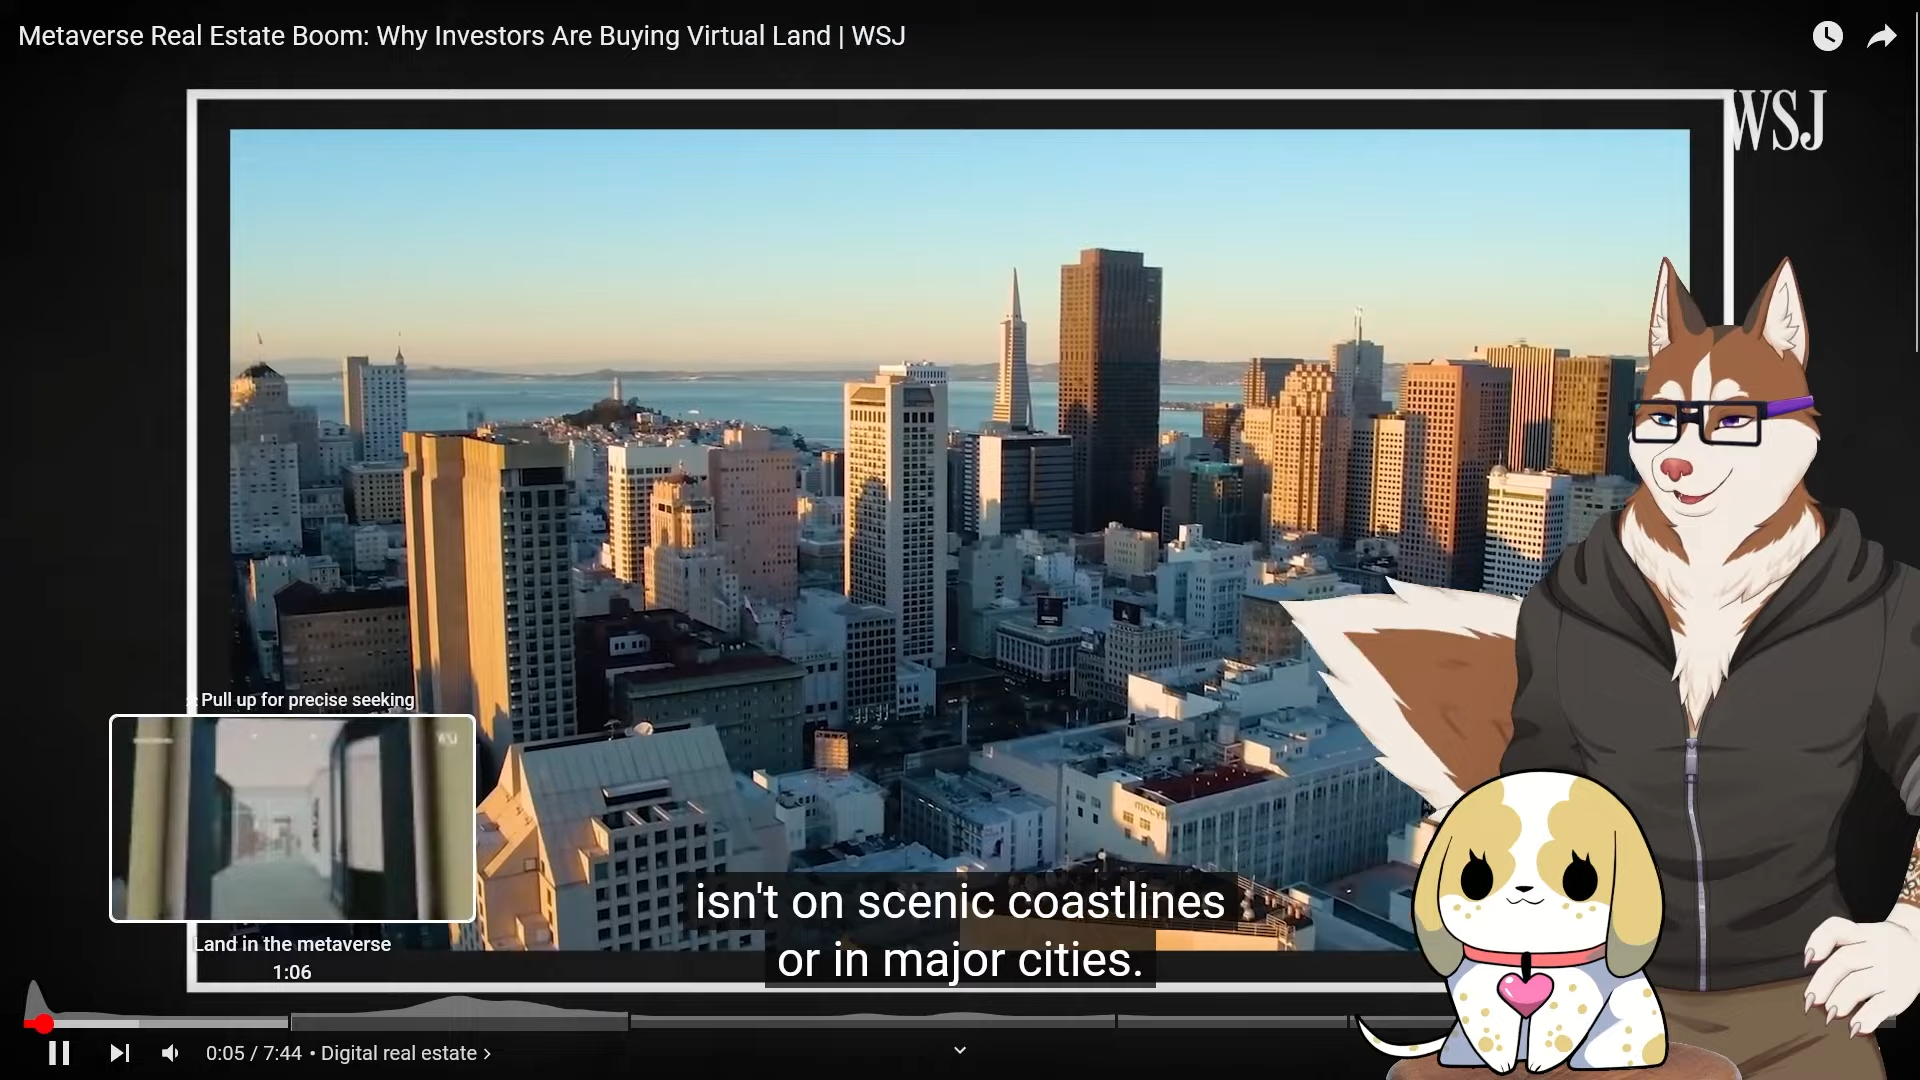 Metaverse Real Estate Boom: Why Investors Are Buying Virtual Land | WSJ
WSJ
Pull up for precise seeking
WSJ
macy's
Land in the metaverse
1:06
isn't on scenic coastlines
or in major cities.
0:05 / 7:44 • Digital real estate ›